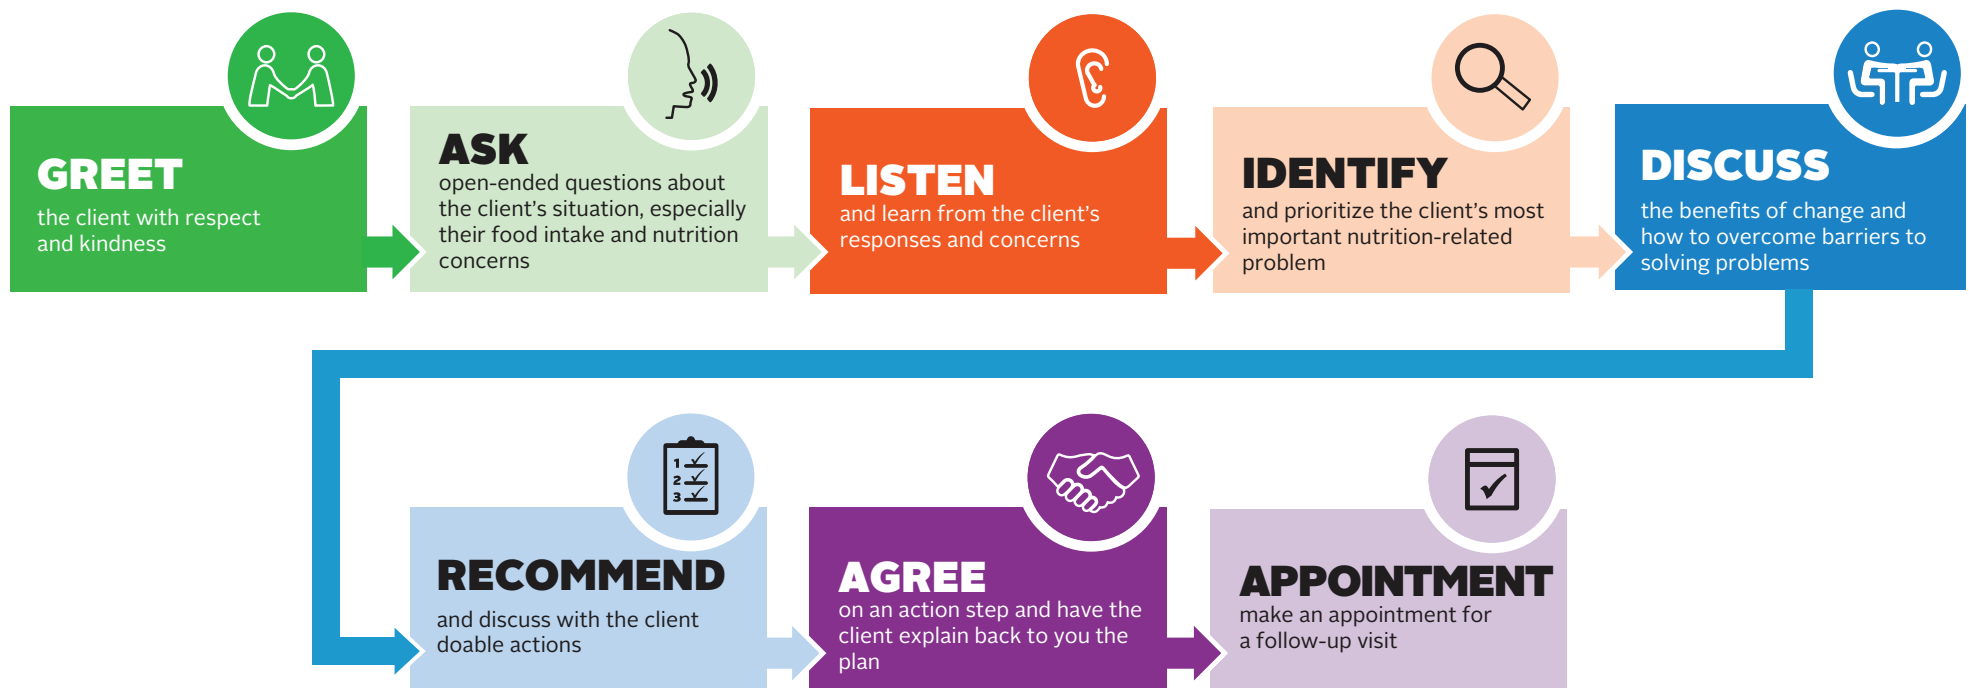 GREET
the client with respect
and kindness
ASK
open-ended questions about
the client’s situation, especially
their food intake and nutrition
concerns
LISTEN
and learn from the client’s
responses and concerns
IDENTIFY
and prioritize the client’s most
important nutrition-related
problem
DISCUSS
the benefits of change and
how to overcome barriers to
solving problems
1
2
3
RECOMMEND
and discuss with the client
doable actions
AGREE
on an action step and have the
client explain back to you the
plan
APPOINTMENT
make an appointment for
a follow-up visit